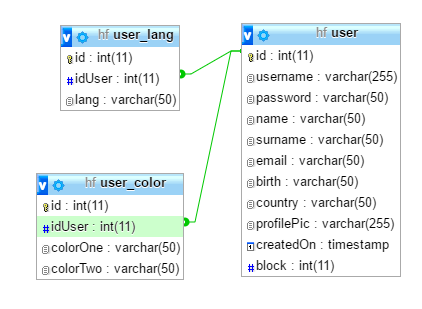 v hf user_lang
id : int(11)
# idUser : int(11)
lang : varchar(50)
v hf user
id : int(11)
username : varchar(255)
password : varchar(50)
name : varchar(50)
surname : varchar(50)
email : varchar(50)
birth : varchar(50)
country : varchar(50)
profilePic : varchar(255)
createdOn : timestamp
# block : int(11)
v hf user_color
id : int(11)
# idUser : int(11)
colorOne : varchar(50)
colorTwo : varchar(50)